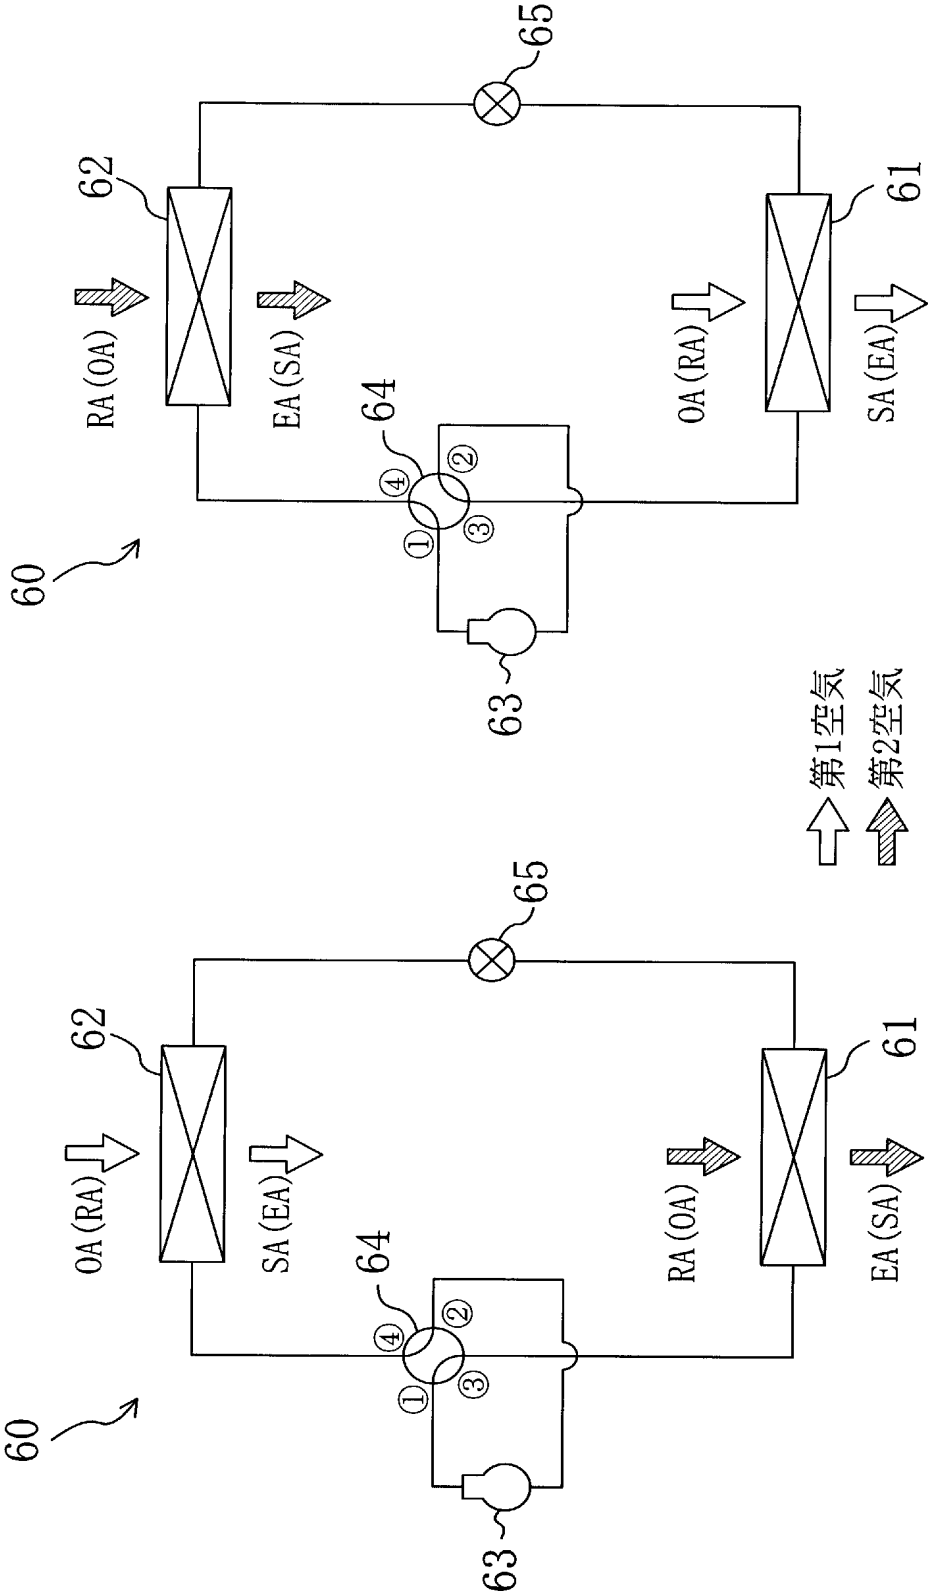 60
62
OA(RA)
SA(EA)
64
①
②
③
④
63
65
RA(OA)
EA(SA)
61
60
62
RA(OA)
EA(SA)
64
①
②
③
④
63
65
OA(RA)
SA(EA)
61
第1空気
第2空気